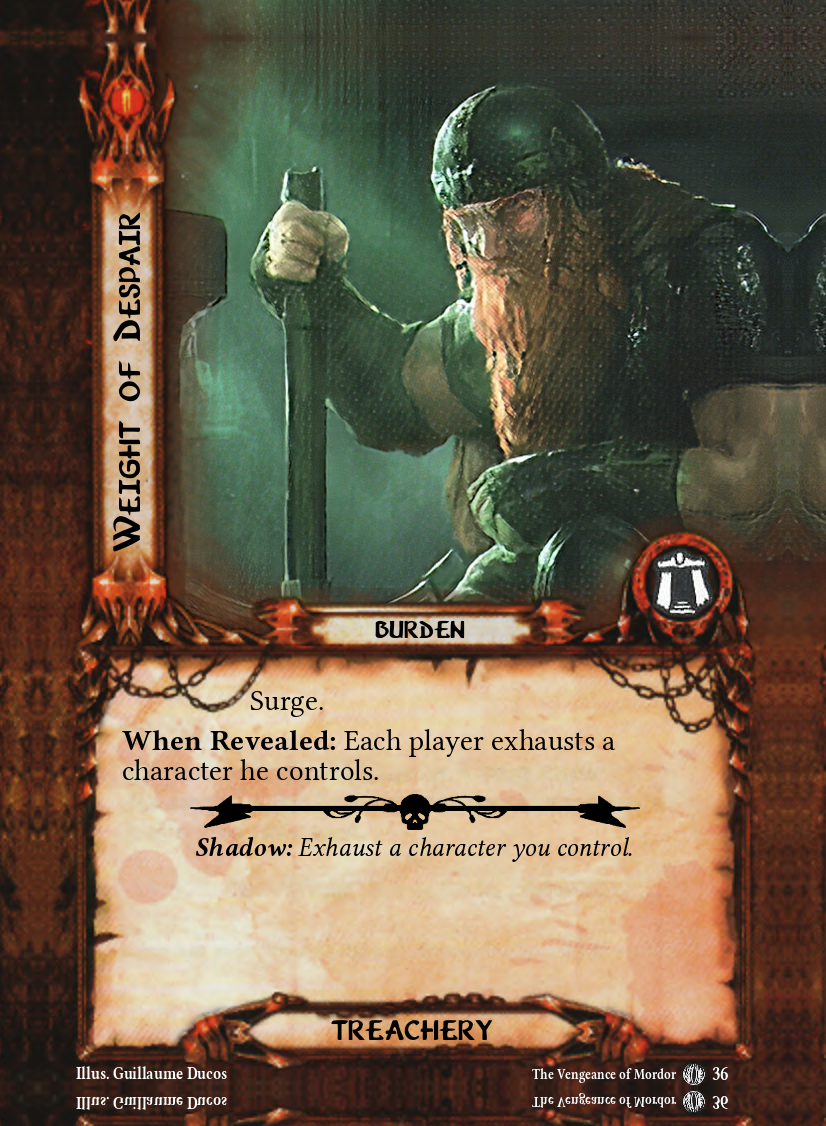 Weight of Despair
Burden
Surge.
When Revealed: Each player exhausts a
character he controls.
Shadow: Exhaust a character you control.
Treachery
Illus. Guillaume Ducos
The Vengeance of Mordor 36
Illus. Guillaume Ducos
The Vengeance of Mordor 36